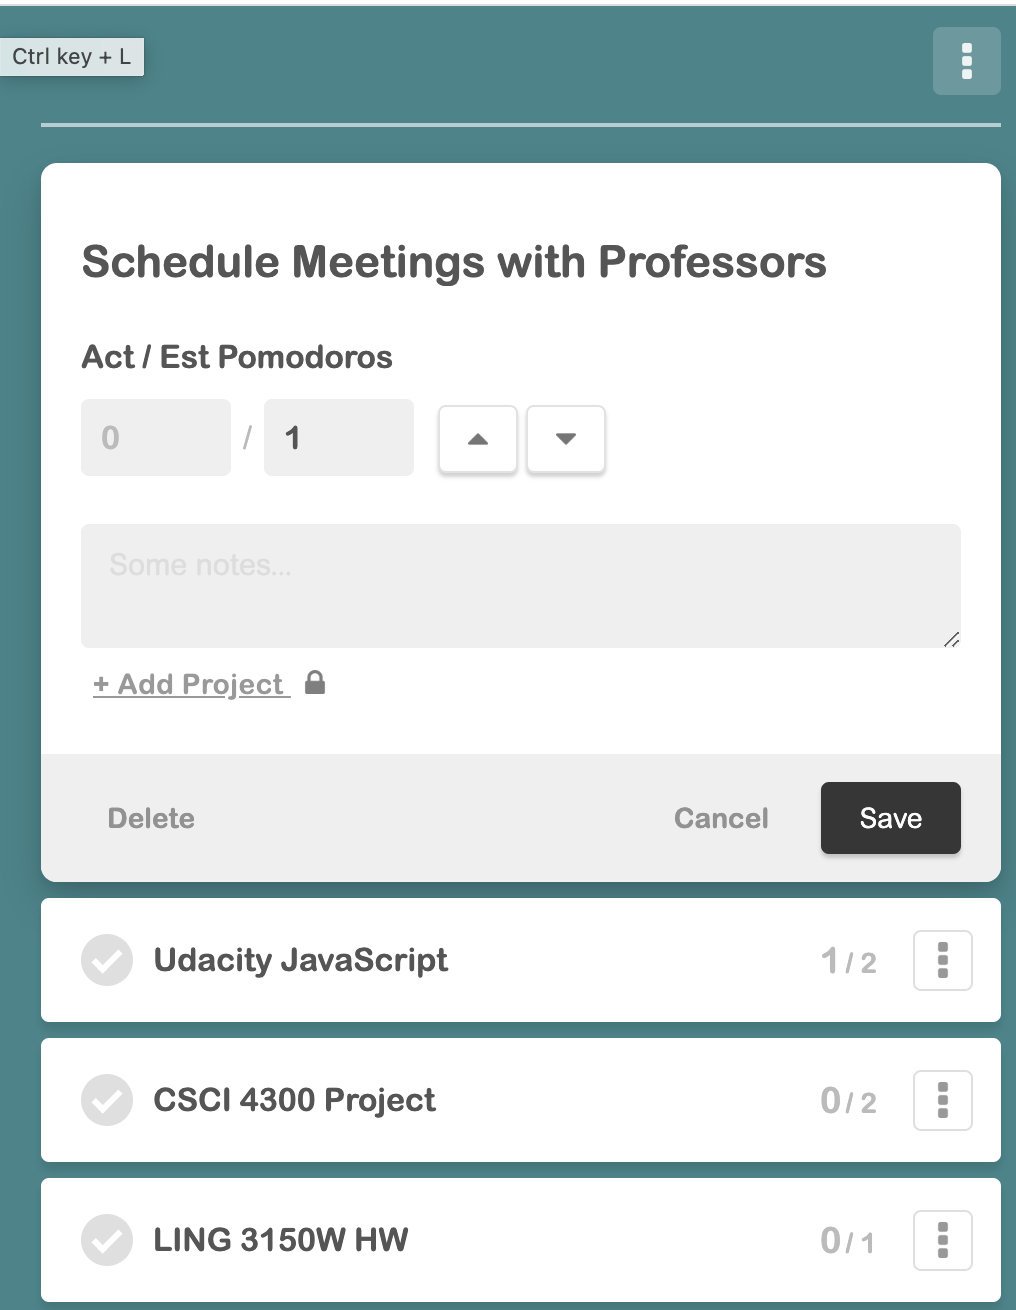 Ctrl key + L
Schedule Meetings with Professors
Act / Est Pomodoros
0 / 1
Some notes...
+ Add Project
Delete Cancel Save
Udacity JavaScript 1 / 2
CSCI 4300 Project 0 / 2
LING 3150W HW 0 / 1